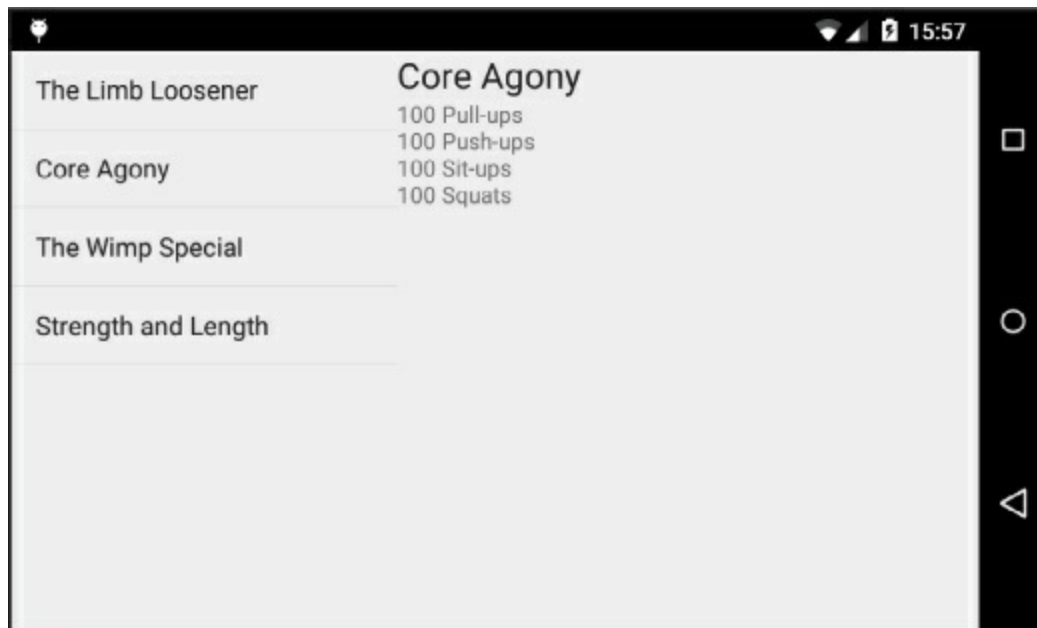 15:57
The Limb Loosener
Core Agony
The Wimp Special
Strength and Length
Core Agony
100 Pull-ups
100 Push-ups
100 Sit-ups
100 Squats